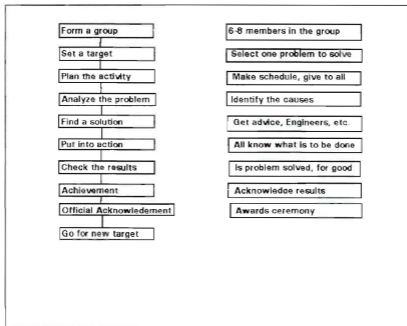 Form a group
6-8 members in the group
Set a target
Select one problem to solve
Plan the activity
Make schedule, give to all
Analyze the problem
Identify the causes
Find a solution
Get advice, Engineers, etc.
Put into action
All know what is to be done
Check the results
Is problem solved, for good
Achievement
Acknowledge results
Official Acknowledement
Awards ceremony
Go for new target